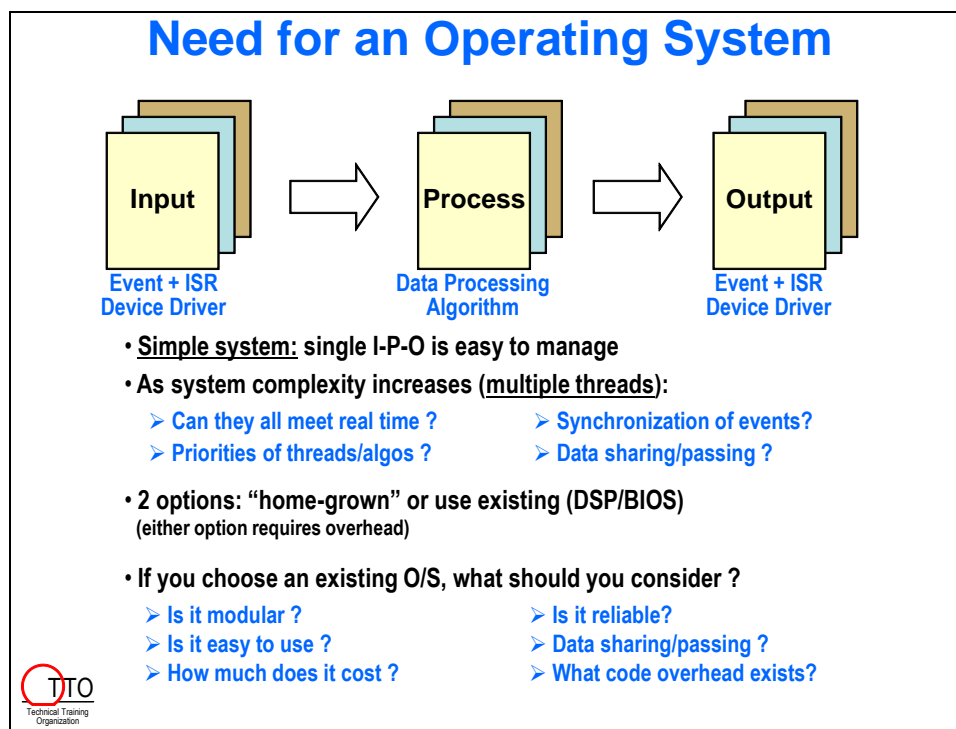 Need for an Operating System
Input
Process
Output
Event + ISR
Device Driver
Data Processing
Algorithm
Event + ISR
Device Driver
• Simple system: single I-P-O is easy to manage
• As system complexity increases (multiple threads):
➢ Can they all meet real time ?
➢ Synchronization of events?
➢ Priorities of threads/algos ?
➢ Data sharing/passing ?
• 2 options: “home-grown” or use existing (DSP/BIOS)
(either option requires overhead)
• If you choose an existing O/S, what should you consider ?
➢ Is it modular ?
➢ Is it reliable?
➢ Is it easy to use ?
➢ Data sharing/passing ?
➢ How much does it cost ?
➢ What code overhead exists?
TTO
Technical Training
Organization